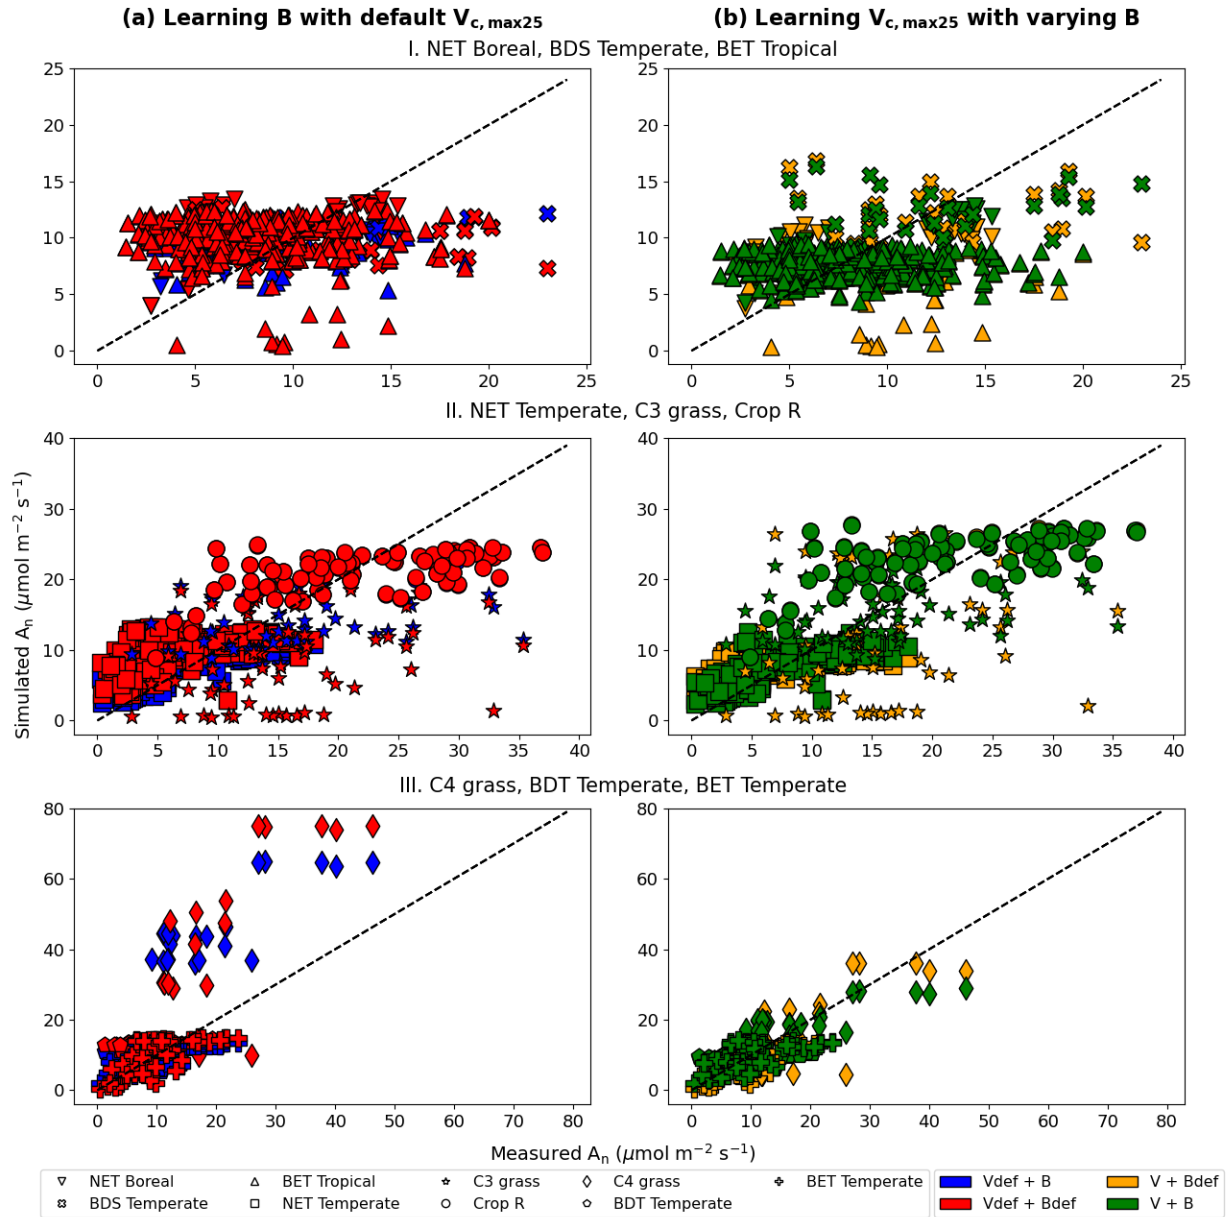 (a) Learning B with default V_c,max25
(b) Learning V_c,max25 with varying B
I. NET Boreal, BDS Temperate, BET Tropical
25
20
15
10
5
0
0 5 10 15 20 25
25
20
15
10
5
0
0 5 10 15 20 25
II. NET Temperate, C3 grass, Crop R
Simulated A_n (μmol m⁻² s⁻¹)
40
30
20
10
0
0 5 10 15 20 25 30 35 40
40
30
20
10
0
0 5 10 15 20 25 30 35 40
III. C4 grass, BDT Temperate, BET Temperate
80
60
40
20
0
0 10 20 30 40 50 60 70 80
80
60
40
20
0
0 10 20 30 40 50 60 70 80
Measured A_n (μmol m⁻² s⁻¹)
NET Boreal BET Tropical C3 grass C4 grass BET Temperate
BDS Temperate NET Temperate Crop R BDT Temperate
Vdef + B V + Bdef
Vdef + Bdef V + B